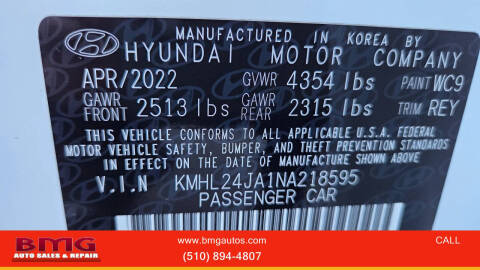 MANUFACTURED IN KOREA BY
HYUNDAI MOTOR COMPANY
APR/2022 GVWR 4354 lbs PAINT WC9
GAWR FRONT 2513 lbs GAWR REAR 2315 lbs TRIM REY
THIS VEHICLE CONFORMS TO ALL APPLICABLE U.S.A. FEDERAL
MOTOR VEHICLE SAFETY, BUMPER, AND THEFT PREVENTION STANDARDS
IN EFFECT ON THE DATE OF MANUFACTURE SHOWN ABOVE.
V.I.N KMHL24JA1NA218595
PASSENGER CAR
BMG
AUTO SALES & REPAIR
www.bmgautos.com
(510) 894-4807
CALL